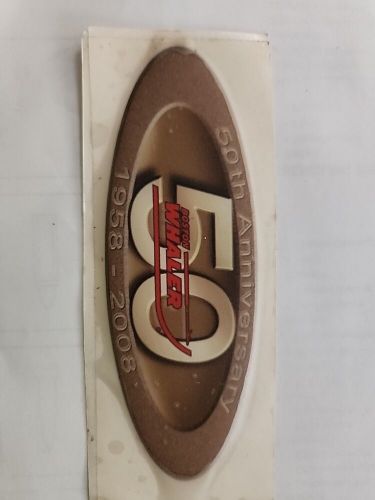 50th Anniversary
50
BOSTON
WHALER
1958 - 2008